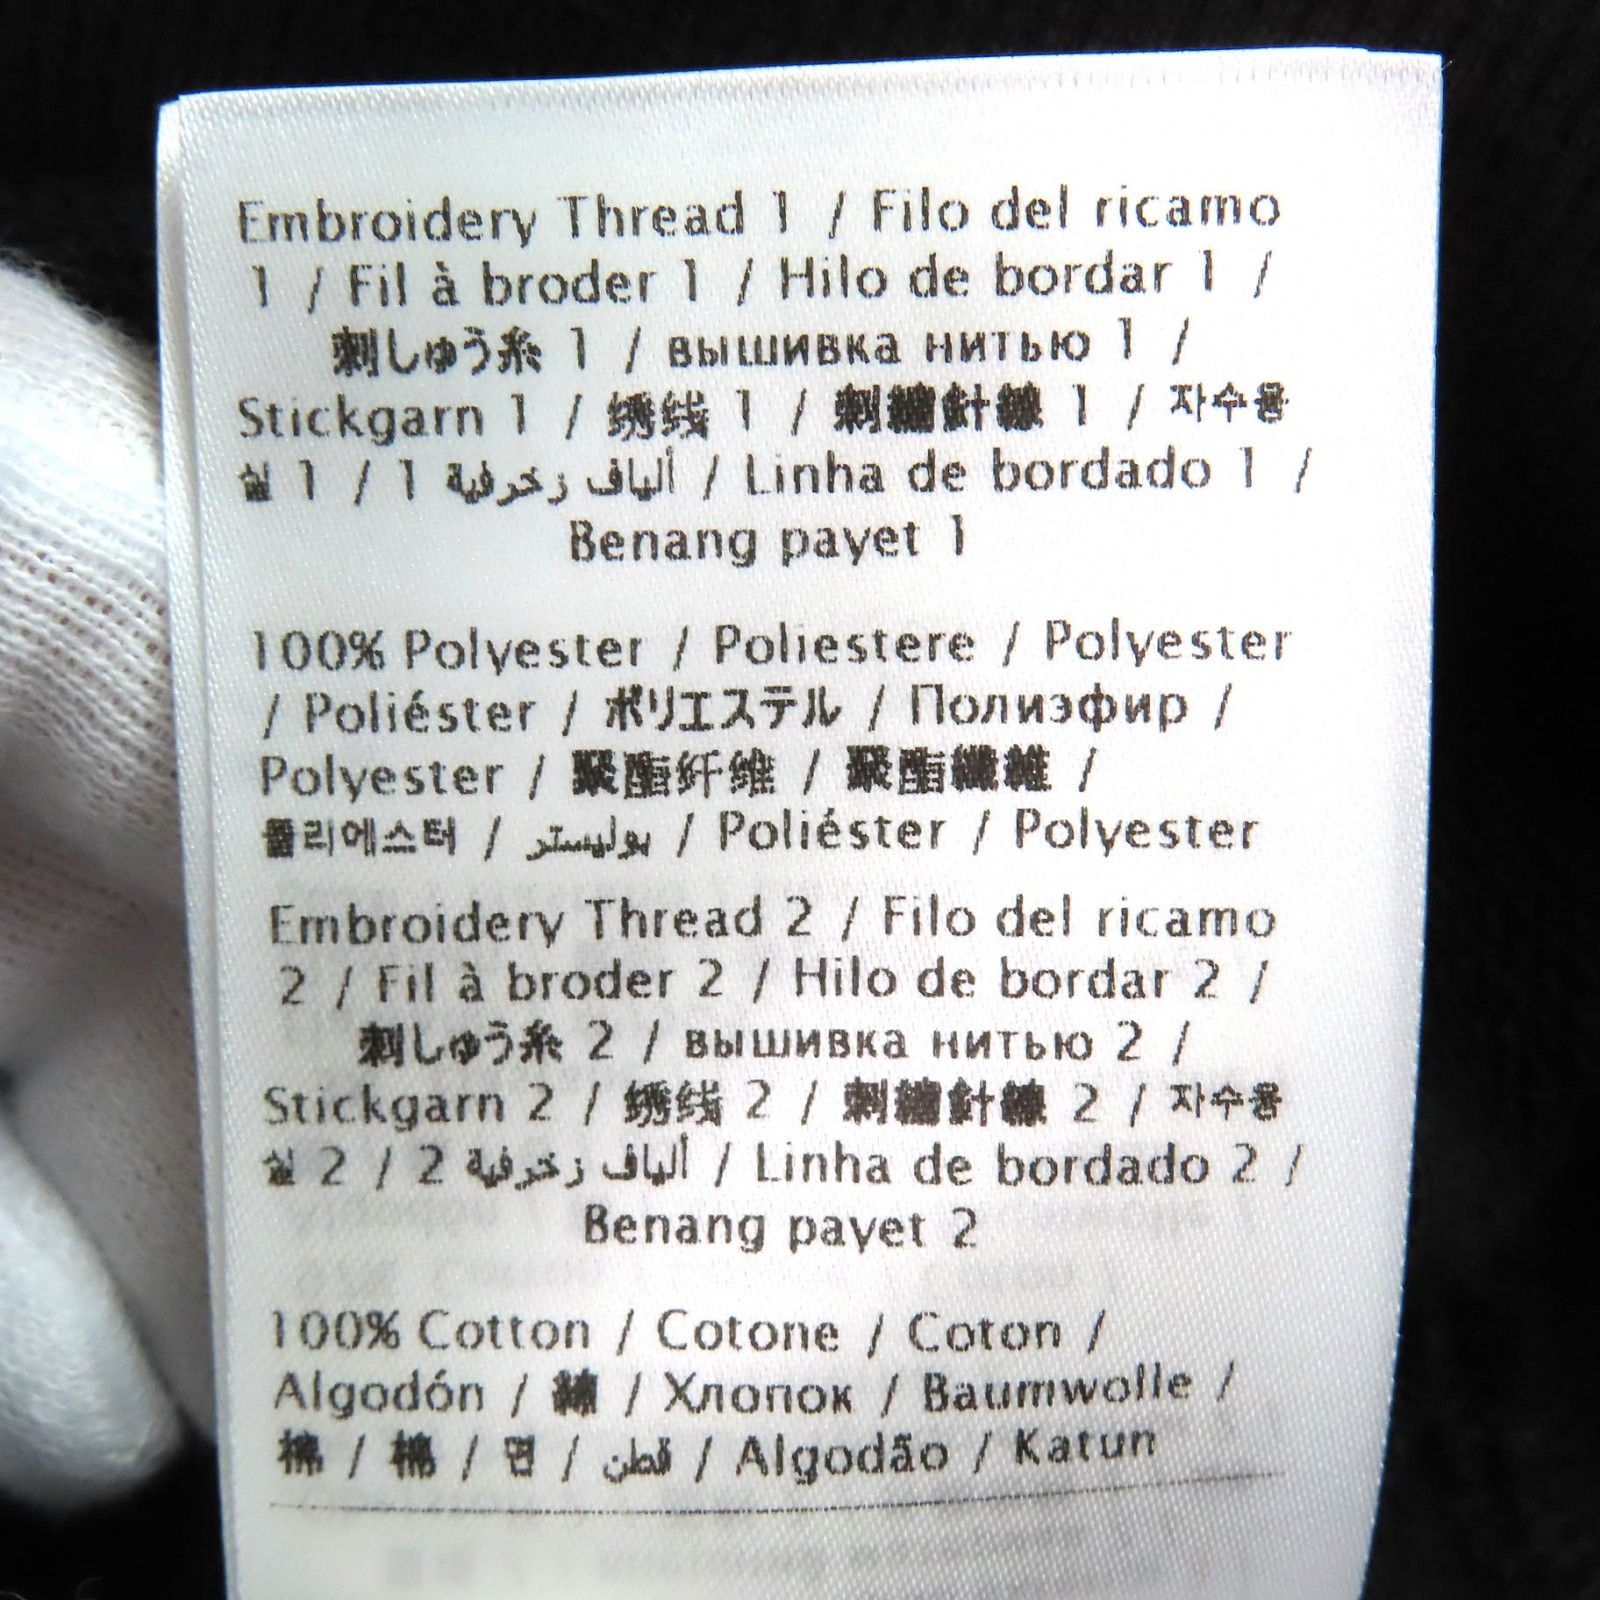 Embroidery Thread 1 / Filo del ricamo
1 / Fil à broder 1 / Hilo de bordar 1 /
刺しゅう糸 1 / вышивка нитью 1 /
Stickgarn 1 / 绣线 1 / 刺繡針線 1 / 자수용
실 1 / 1 ألياف زخرفية / Linha de bordado 1 /
Benang payet 1
100% Polyester / Poliestere / Polyester
/ Poliéster / ポリエステル / Полиэфир /
Polyester / 聚酯纤维 / 聚酯纖維 /
폴리에스터 / بوليستر / Poliéster / Polyester
Embroidery Thread 2 / Filo del ricamo
2 / Fil à broder 2 / Hilo de bordar 2 /
刺しゅう糸 2 / вышивка нитью 2 /
Stickgarn 2 / 绣线 2 / 刺繡針線 2 / 자수용
실 2 / 2 ألياف زخرفية / Linha de bordado 2 /
Benang payet 2
100% Cotton / Cotone / Coton /
Algodón / 綿 / Хлопок / Baumwolle /
棉 / 棉 / 면 / قطن / Algodão / Katun